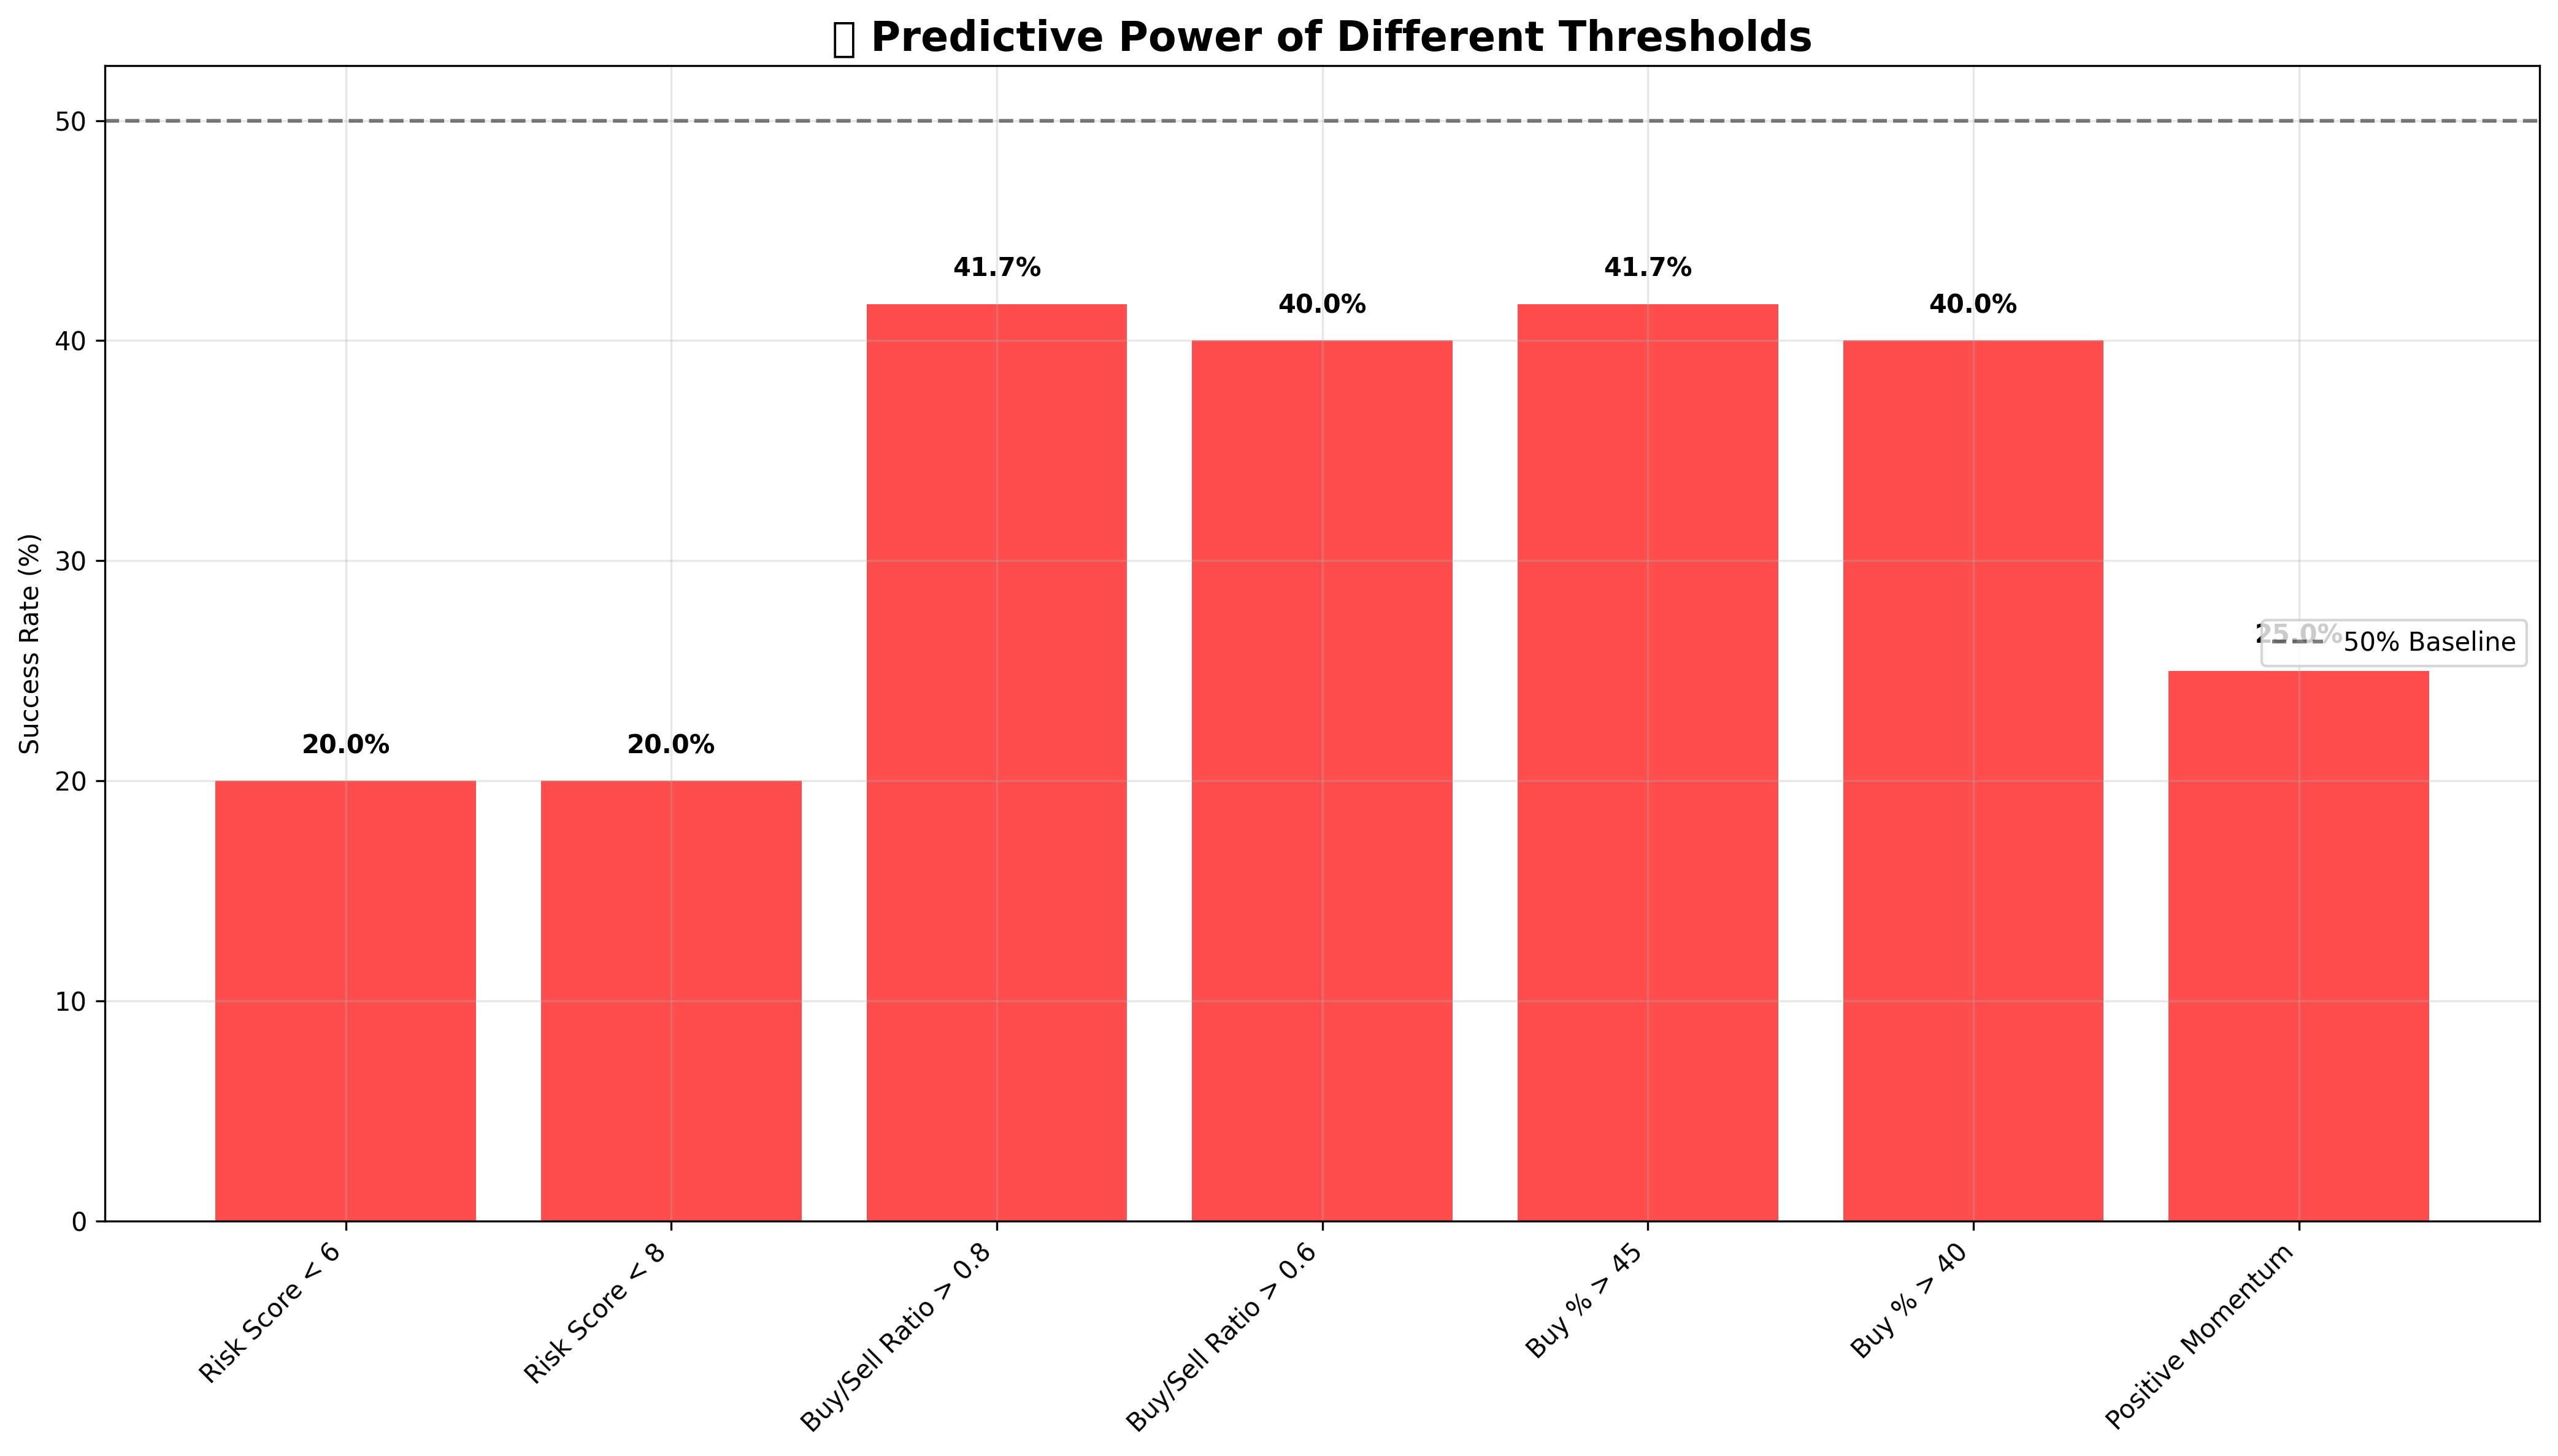 Predictive Power of Different Thresholds
Success Rate (%)
50
40
30
20
10
0
20.0%
20.0%
41.7%
40.0%
41.7%
40.0%
25.0%
50% Baseline
Risk Score < 6
Risk Score < 8
Buy/Sell Ratio > 0.8
Buy/Sell Ratio > 0.6
Buy % > 45
Buy % > 40
Positive Momentum